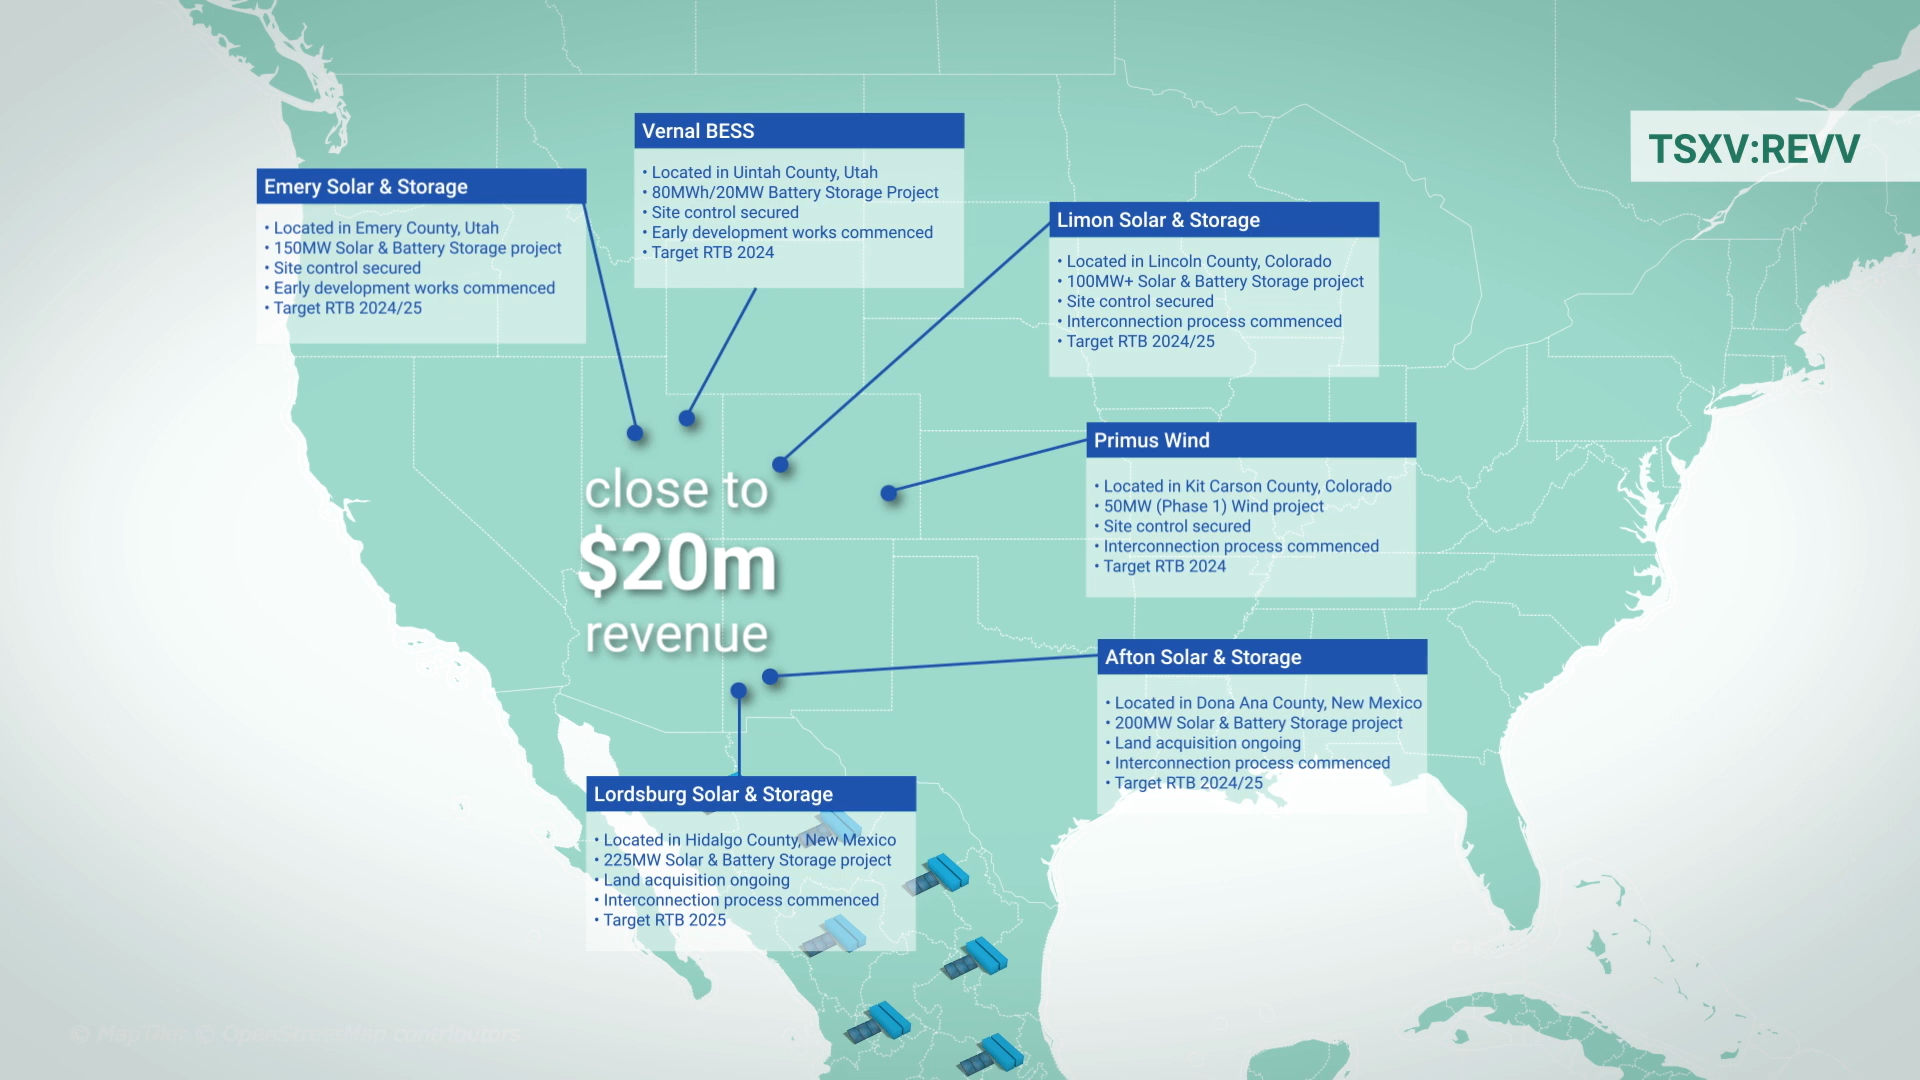 Vernal BESS
• Located in Uintah County, Utah
• 80MWh/20MW Battery Storage Project
• Site control secured
• Early development works commenced
• Target RTB 2024
TSXV:REVV
Emery Solar & Storage
• Located in Emery County, Utah
• 150MW Solar & Battery Storage project
• Site control secured
• Early development works commenced
• Target RTB 2024/25
Limon Solar & Storage
• Located in Lincoln County, Colorado
• 100MW+ Solar & Battery Storage project
• Site control secured
• Interconnection process commenced
• Target RTB 2024/25
close to
$20m
revenue
Primus Wind
• Located in Kit Carson County, Colorado
• 50MW (Phase 1) Wind project
• Site control secured
• Interconnection process commenced
• Target RTB 2024
Afton Solar & Storage
• Located in Dona Ana County, New Mexico
• 200MW Solar & Battery Storage project
• Land acquisition ongoing
• Interconnection process commenced
• Target RTB 2024/25
Lordsburg Solar & Storage
• Located in Hidalgo County, New Mexico
• 225MW Solar & Battery Storage project
• Land acquisition ongoing
• Interconnection process commenced
• Target RTB 2025
© OpenStreetMap contributors